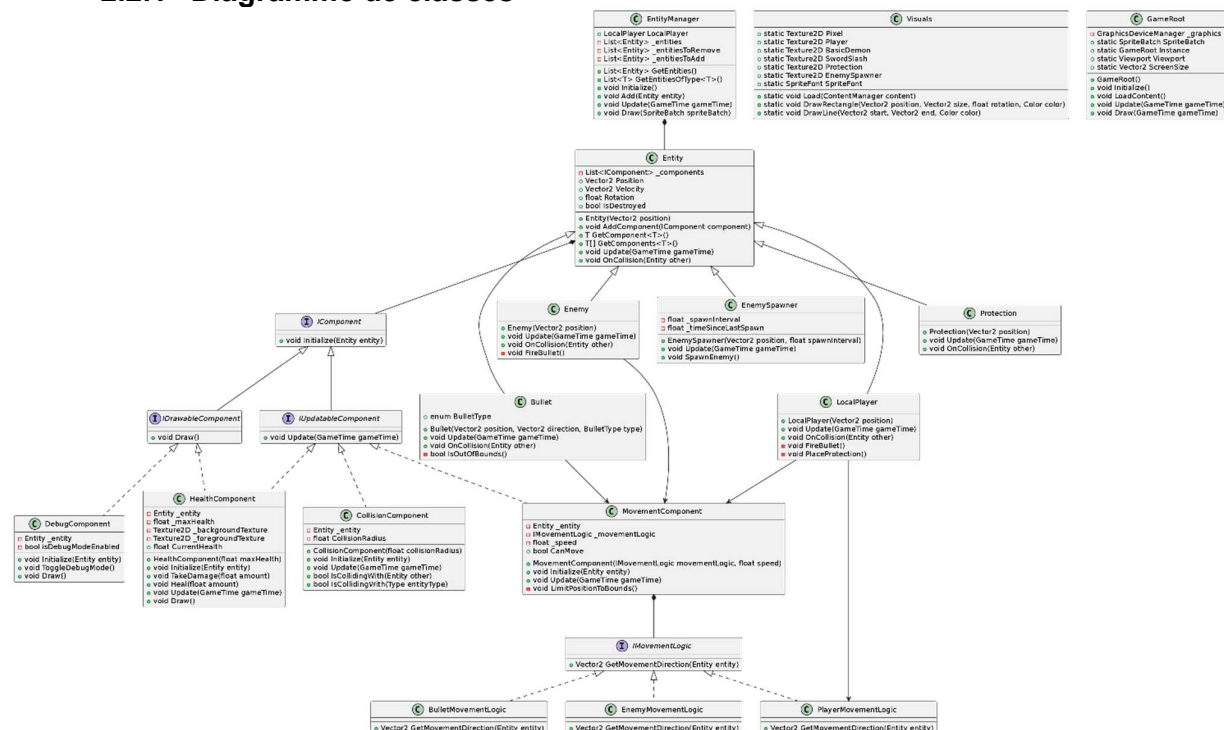 2.2.1 Diagramme de classes
C EntityManager
LocalPlayer LocalPlayer
List<Entity> _entities
List<Entity> _entitiesToRemove
List<Entity> _entitiesToAdd
List<Entity> GetEntities()
List<T> GetEntitiesOfType<T>()
void Initialize()
void Add(Entity entity)
void Update(GameTime gameTime)
void Draw(SpriteBatch spriteBatch)
C Visuals
static Texture2D Pixel
static Texture2D Player
static Texture2D BasicDemon
static Texture2D SwordSlash
static Texture2D Protection
static Texture2D EnemySpawner
static SpriteFont SpriteFont
static void Load(ContentManager content)
static void DrawRectangle(Vector2 position, Vector2 size, float rotation, Color color)
static void DrawLine(Vector2 start, Vector2 end, Color color)
C GameRoot
GraphicsDeviceManager _graphics
static SpriteBatch SpriteBatch
static GameRoot Instance
static Viewport Viewport
static Vector2 ScreenSize
GameRoot()
void Initialize()
void LoadContent()
void Update(GameTime gameTime)
void Draw(GameTime gameTime)
C Entity
List<IComponent> _components
Vector2 Position
Vector2 Velocity
float Rotation
bool IsDestroyed
Entity(Vector2 position)
void AddComponent(IComponent component)
T GetComponent<T>()
T[] GetComponents<T>()
void Update(GameTime gameTime)
void OnCollision(Entity other)
I IComponent
void Initialize(Entity entity)
C Enemy
Enemy(Vector2 position)
void Update(GameTime gameTime)
void OnCollision(Entity other)
void FireBullet()
C EnemySpawner
float _spawnInterval
float _timeSinceLastSpawn
EnemySpawner(Vector2 position, float spawnInterval)
void Update(GameTime gameTime)
void SpawnEnemy()
C Protection
Protection(Vector2 position)
void Update(GameTime gameTime)
void OnCollision(Entity other)
I IDrawableComponent
void Draw()
I IUpdatableComponent
void Update(GameTime gameTime)
C Bullet
enum BulletType
Bullet(Vector2 position, Vector2 direction, BulletType type)
void Update(GameTime gameTime)
void OnCollision(Entity other)
bool IsOutOfBounds()
C LocalPlayer
LocalPlayer(Vector2 position)
void Update(GameTime gameTime)
void OnCollision(Entity other)
void FireBullet()
void PlaceProtection()
C DebugComponent
Entity _entity
bool isDebugModeEnabled
void Initialize(Entity entity)
void ToggleDebugMode()
void Draw()
C HealthComponent
Entity _entity
float _maxHealth
Texture2D _backgroundTexture
Texture2D _foregroundTexture
float CurrentHealth
HealthComponent(float maxHealth)
void Initialize(Entity entity)
void TakeDamage(float amount)
void Heal(float amount)
void Update(GameTime gameTime)
void Draw()
C CollisionComponent
Entity _entity
float CollisionRadius
CollisionComponent(float collisionRadius)
void Initialize(Entity entity)
void Update(GameTime gameTime)
bool IsCollidingWith(Entity other)
bool IsCollidingWith(Type entityType)
C MovementComponent
Entity _entity
IMovementLogic _movementLogic
float _speed
bool CanMove
MovementComponent(IMovementLogic movementLogic, float speed)
void Initialize(Entity entity)
void Update(GameTime gameTime)
void LimitPositionToBounds()
I IMovementLogic
Vector2 GetMovementDirection(Entity entity)
C BulletMovementLogic
Vector2 GetMovementDirection(Entity entity)
C EnemyMovementLogic
Vector2 GetMovementDirection(Entity entity)
C PlayerMovementLogic
Vector2 GetMovementDirection(Entity entity)